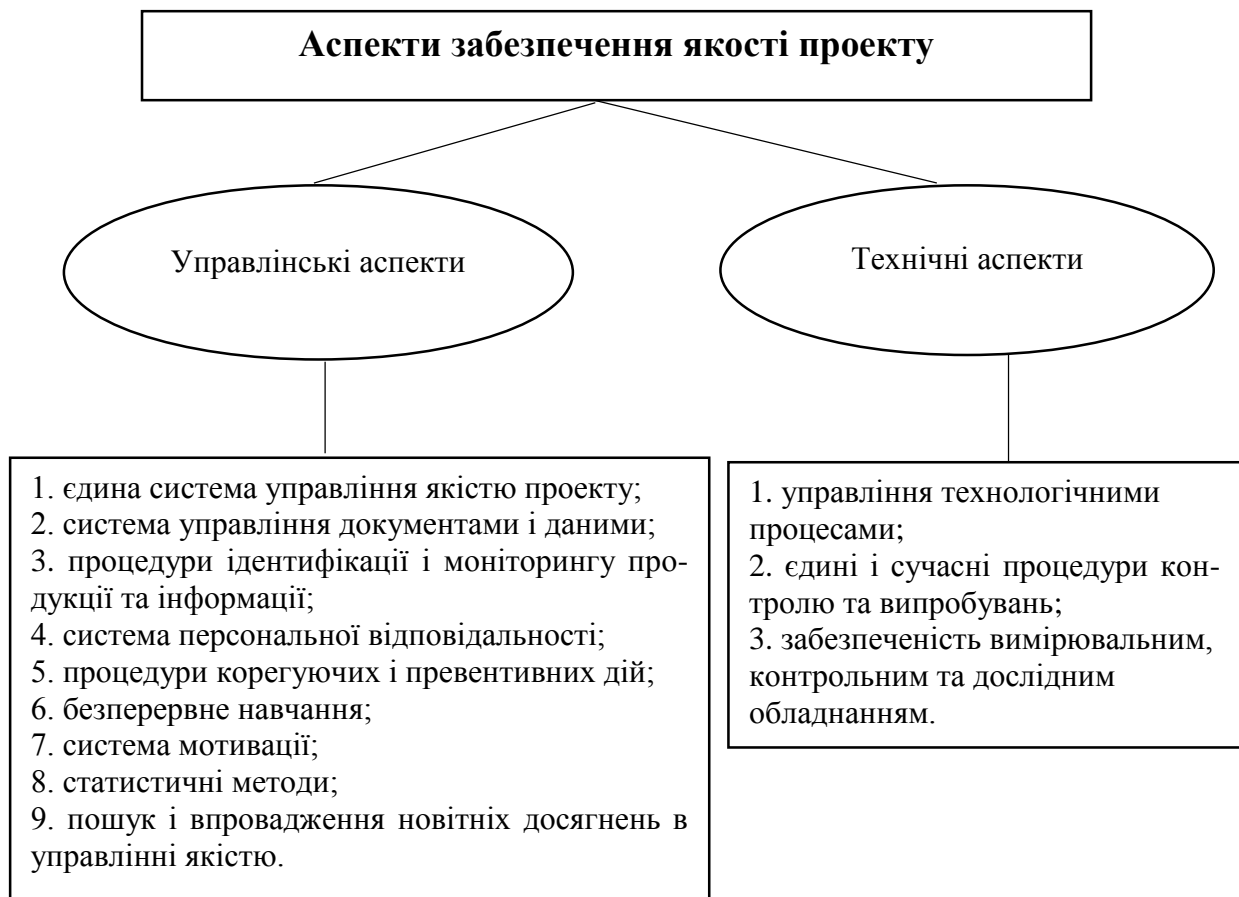 Аспекти забезпечення якості проекту
Управлінські аспекти
Технічні аспекти
1. єдина система управління якістю проекту;
2. система управління документами і даними;
3. процедури ідентифікації і моніторингу про-
дукції та інформації;
4. система персональної відповідальності;
5. процедури корегуючих і превентивних дій;
6. безперервне навчання;
7. система мотивації;
8. статистичні методи;
9. пошук і впровадження новітніх досягнень в
управлінні якістю.
1. управління технологічними
процесами;
2. єдині і сучасні процедури кон-
тролю та випробувань;
3. забезпеченість вимірювальним,
контрольним та дослідним
обладнанням.